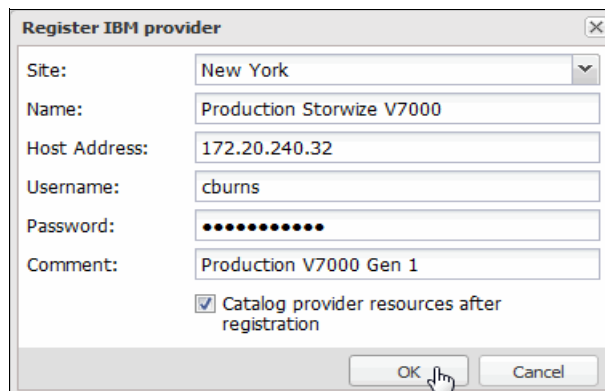 Register IBM provider
Site: New York
Name: Production Storwize V7000
Host Address: 172.20.240.32
Username: cburns
Password: •••••••••••
Comment: Production V7000 Gen 1
Catalog provider resources after
registration
OK Cancel